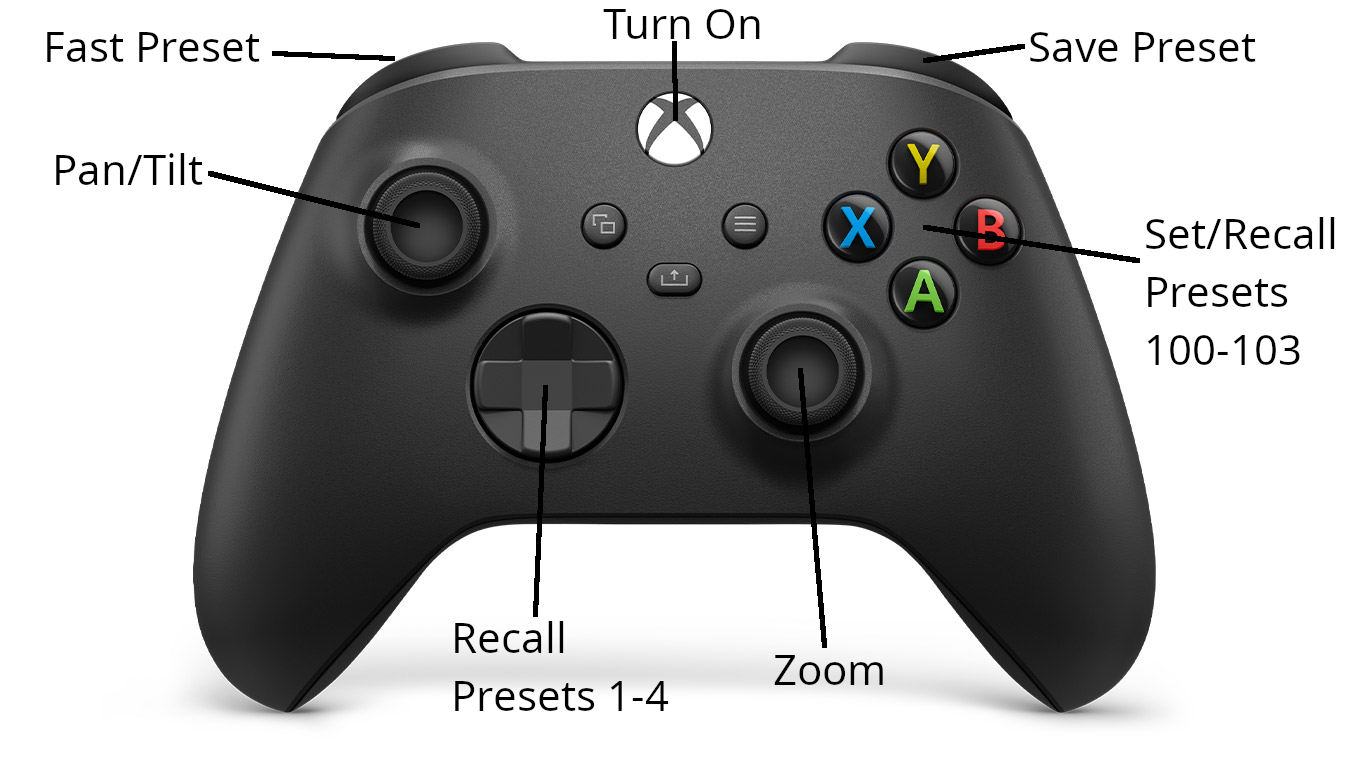 Turn On
Fast Preset
Save Preset
Pan/Tilt
Y
X
B
A
Set/Recall
Presets
100-103
Recall
Presets 1-4
Zoom